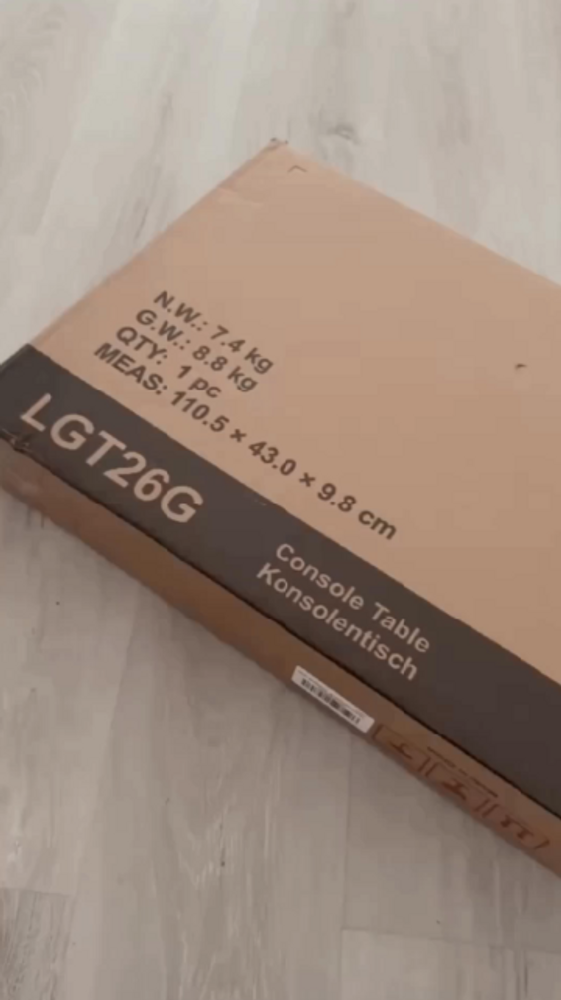 N.W.: 7.4 kg
G.W.: 8.8 kg
QTY: 1 pc
MEAS: 110.5 × 43.0 × 9.8 cm
LGT26G
Console Table
Konsolentisch